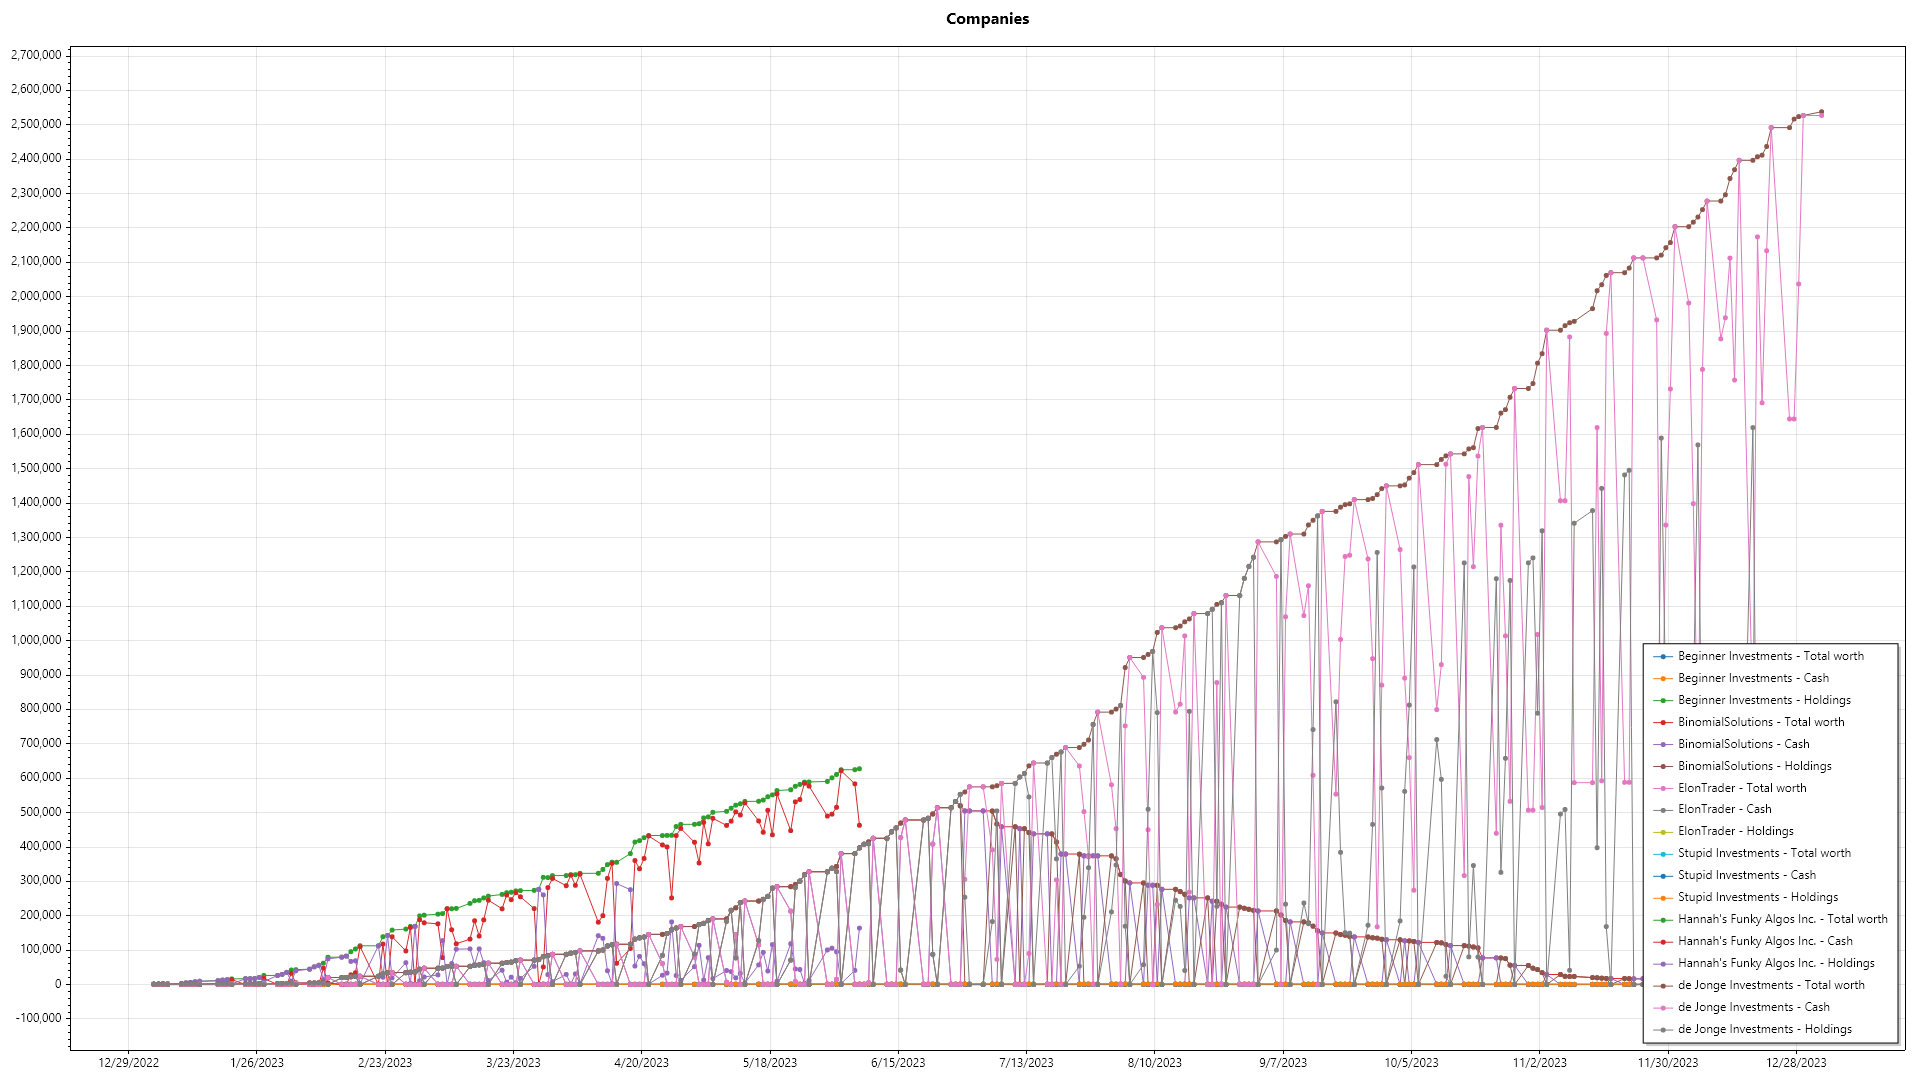 Companies
2,700,000
2,600,000
2,500,000
2,400,000
2,300,000
2,200,000
2,100,000
2,000,000
1,900,000
1,800,000
1,700,000
1,600,000
1,500,000
1,400,000
1,300,000
1,200,000
1,100,000
1,000,000
900,000
800,000
700,000
600,000
500,000
400,000
300,000
200,000
100,000
0
-100,000
Beginner Investments - Total worth
Beginner Investments - Cash
Beginner Investments - Holdings
BinomialSolutions - Total worth
BinomialSolutions - Cash
BinomialSolutions - Holdings
ElonTrader - Total worth
ElonTrader - Cash
ElonTrader - Holdings
Stupid Investments - Total worth
Stupid Investments - Cash
Stupid Investments - Holdings
Hannah's Funky Algos Inc. - Total worth
Hannah's Funky Algos Inc. - Cash
Hannah's Funky Algos Inc. - Holdings
de Jonge Investments - Total worth
de Jonge Investments - Cash
de Jonge Investments - Holdings
12/29/2022 1/26/2023 2/23/2023 3/23/2023 4/20/2023 5/18/2023 6/15/2023 7/13/2023 8/10/2023 9/7/2023 10/5/2023 11/2/2023 11/30/2023 12/28/2023